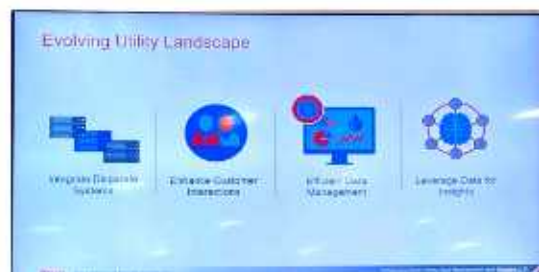 Evolving Utility Landscape
Integrate Disparate
Systems
Enhance Customer
Interactions
Efficient Data
Management
Leverage Data for
Insights